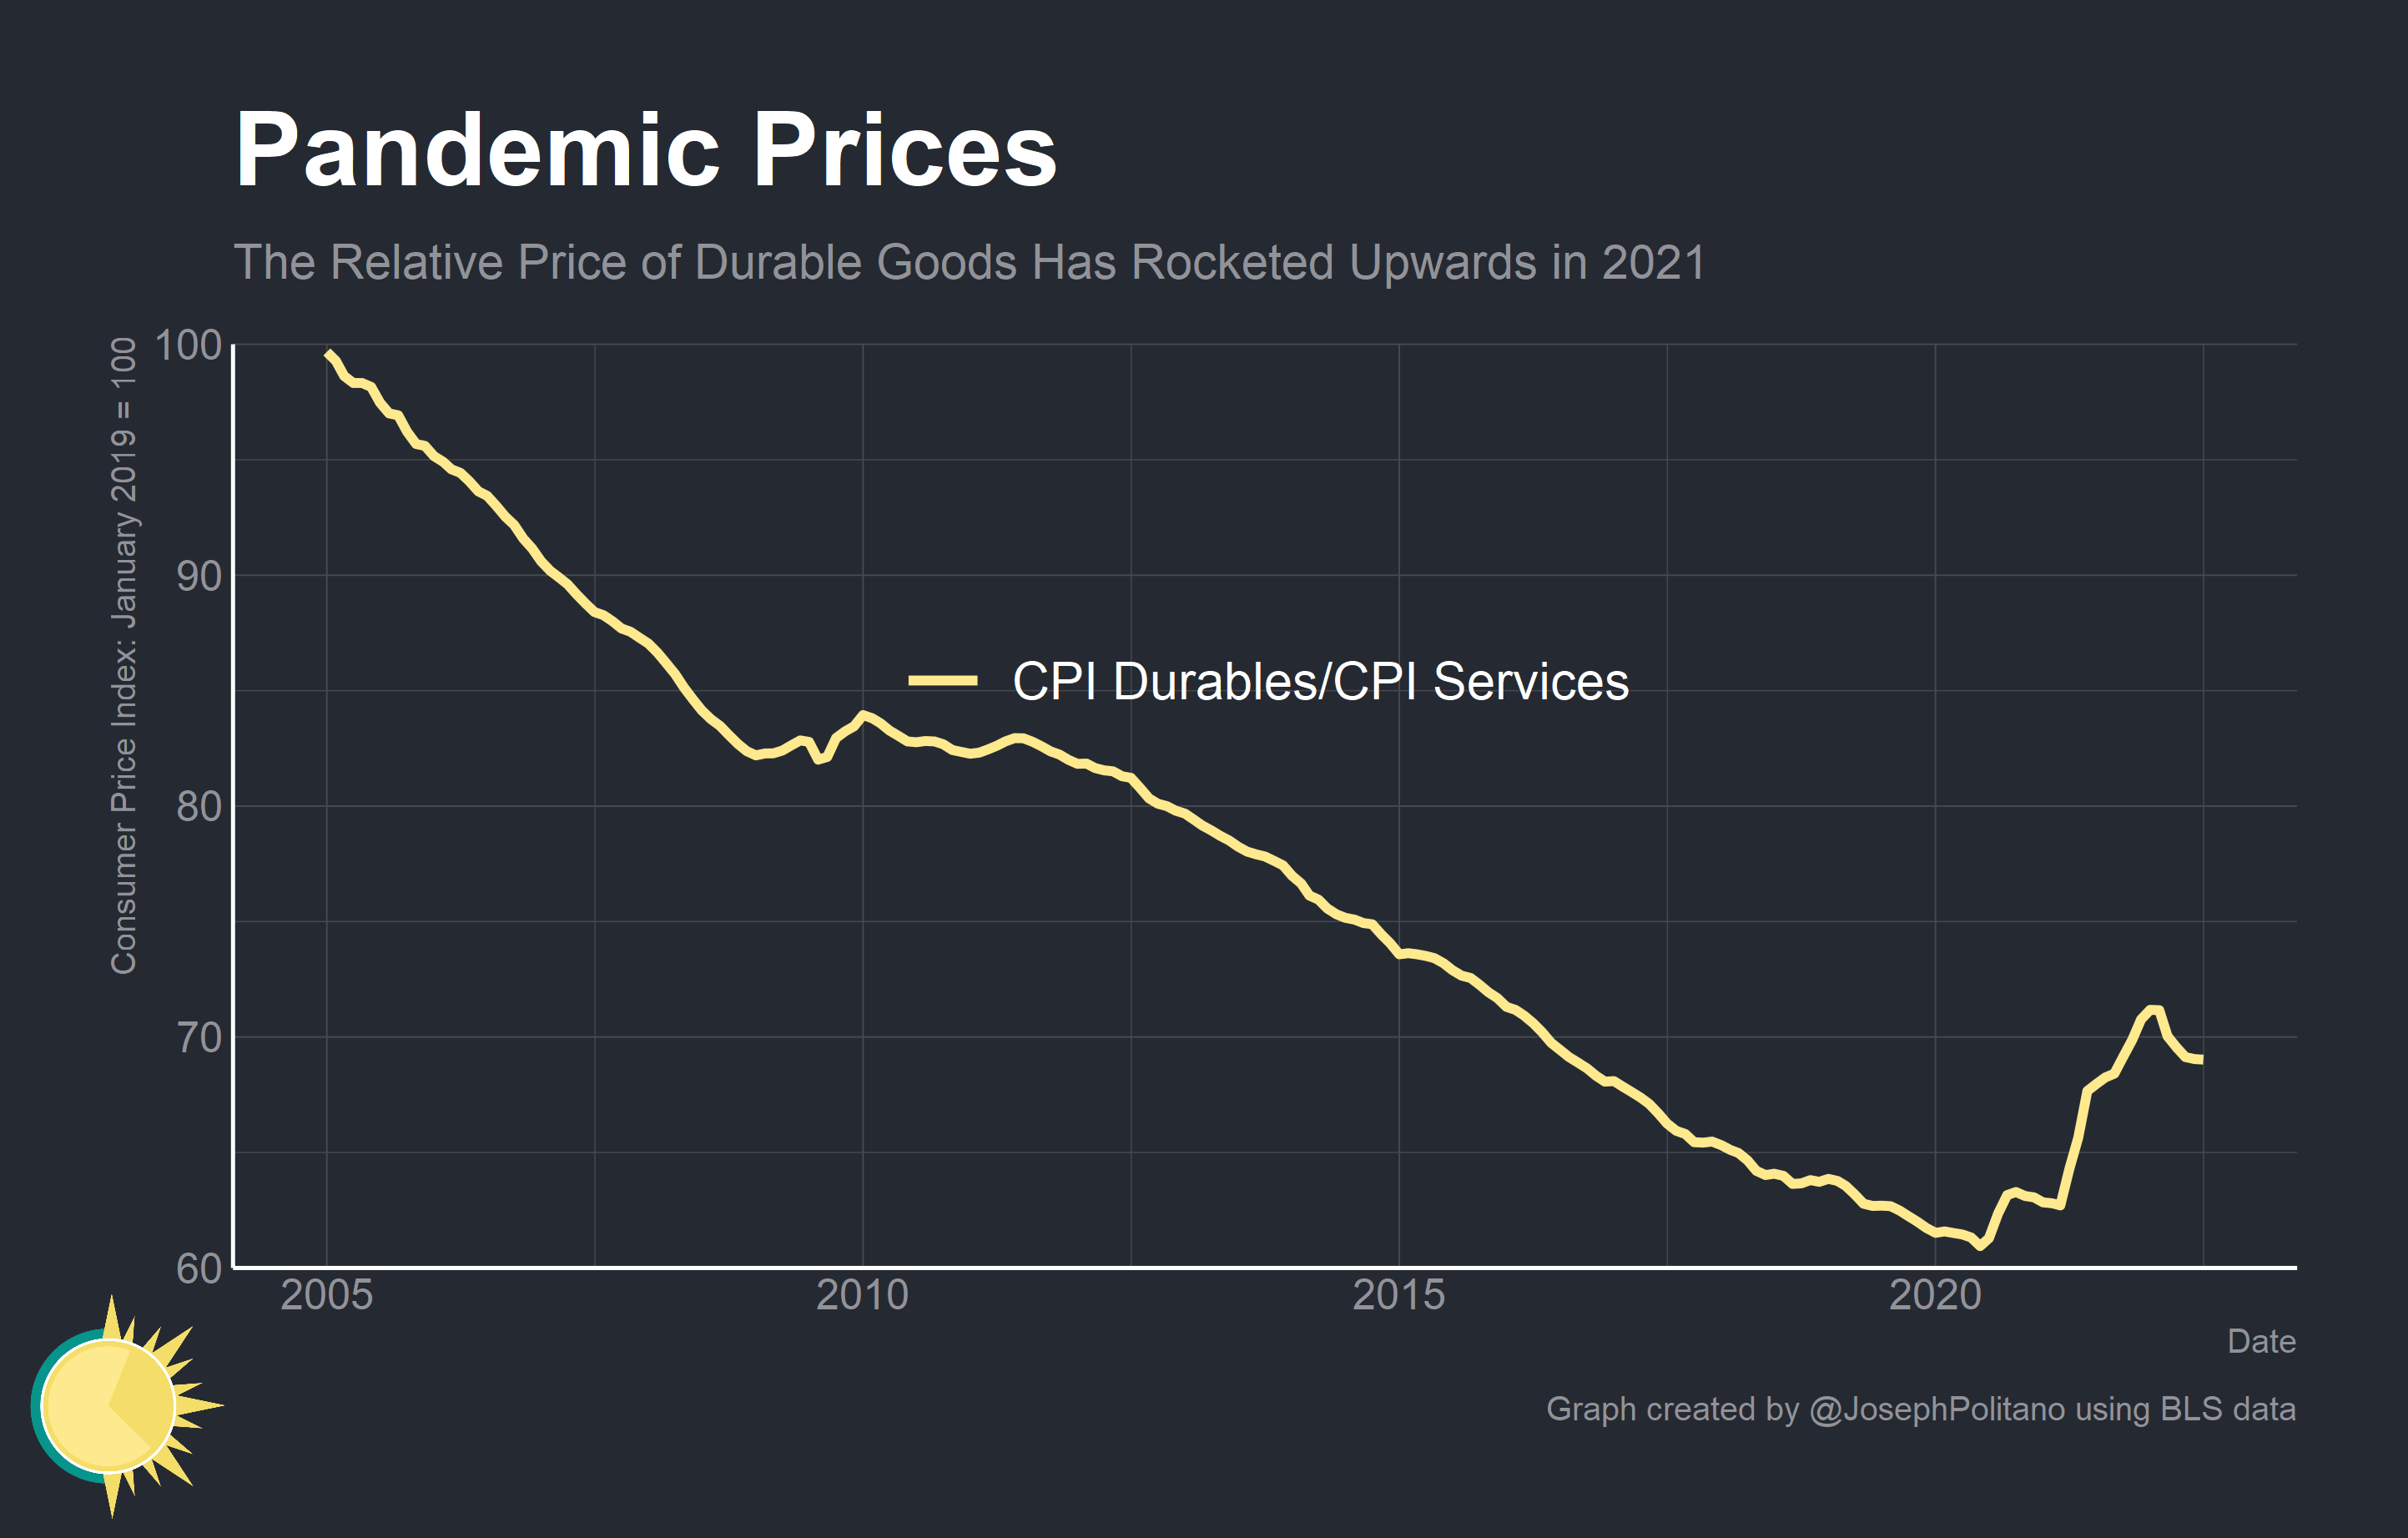 Pandemic Prices
The Relative Price of Durable Goods Has Rocketed Upwards in 2021
Consumer Price Index: January 2019 = 100
100
90
80
70
60
CPI Durables/CPI Services
2005
2010
2015
2020
Date
Graph created by @JosephPolitano using BLS data